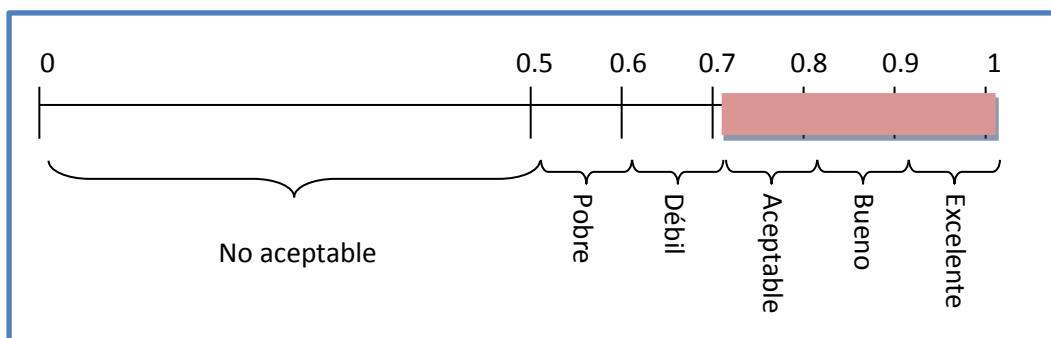 0 0.5 0.6 0.7 0.8 0.9 1
No aceptable
Pobre
Débil
Aceptable
Bueno
Excelente